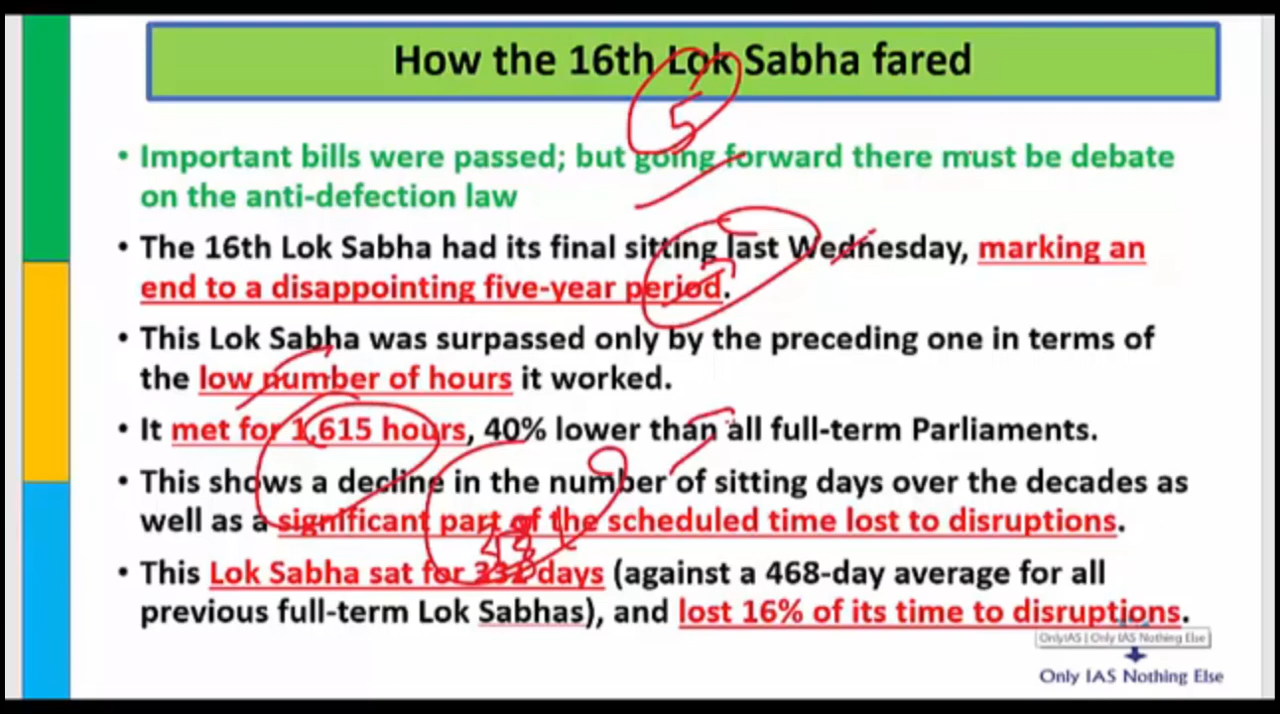 How the 16th Lok Sabha fared
5
• Important bills were passed; but going forward there must be debate
on the anti-defection law
• The 16th Lok Sabha had its final sitting last Wednesday, marking an
end to a disappointing five-year period.
• This Lok Sabha was surpassed only by the preceding one in terms of
the low number of hours it worked.
• It met for 1,615 hours, 40% lower than all full-term Parliaments.
• This shows a decline in the number of sitting days over the decades as
well as a significant part of the scheduled time lost to disruptions.
• This Lok Sabha sat for days (against a 468-day average for all
previous full-term Lok Sabhas), and lost 16% of its time to disruptions.
OnlyIAS | Only IAS Nothing Else
Only IAS Nothing Else